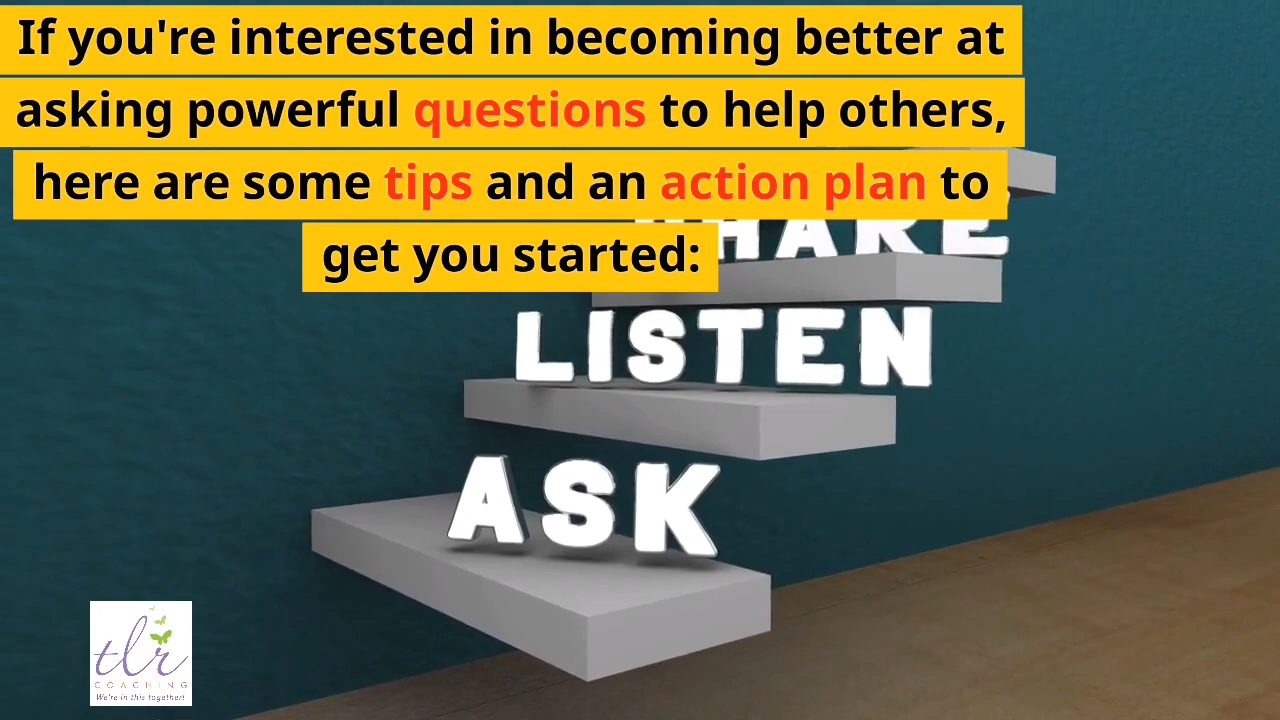 If you're interested in becoming better at
asking powerful questions to help others,
here are some tips and an action plan to
get you started:
SHARE
LISTEN
ASK
tlr
COACHING
We're in this together!